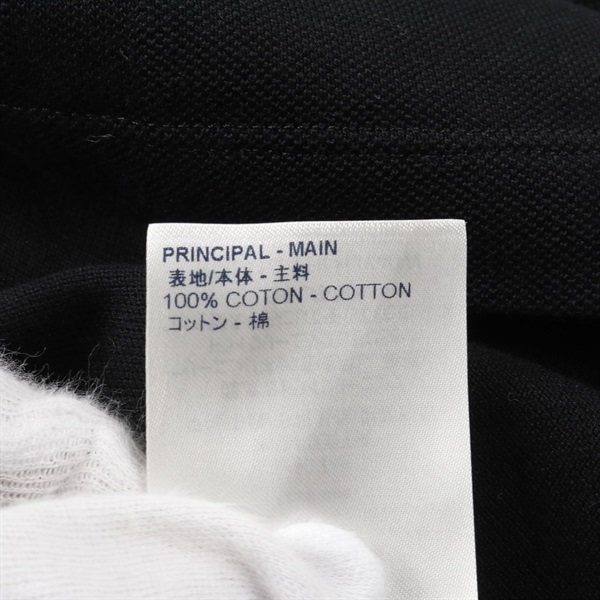 PRINCIPAL - MAIN
表地/本体 - 主料
100% COTON - COTTON
コットン - 棉